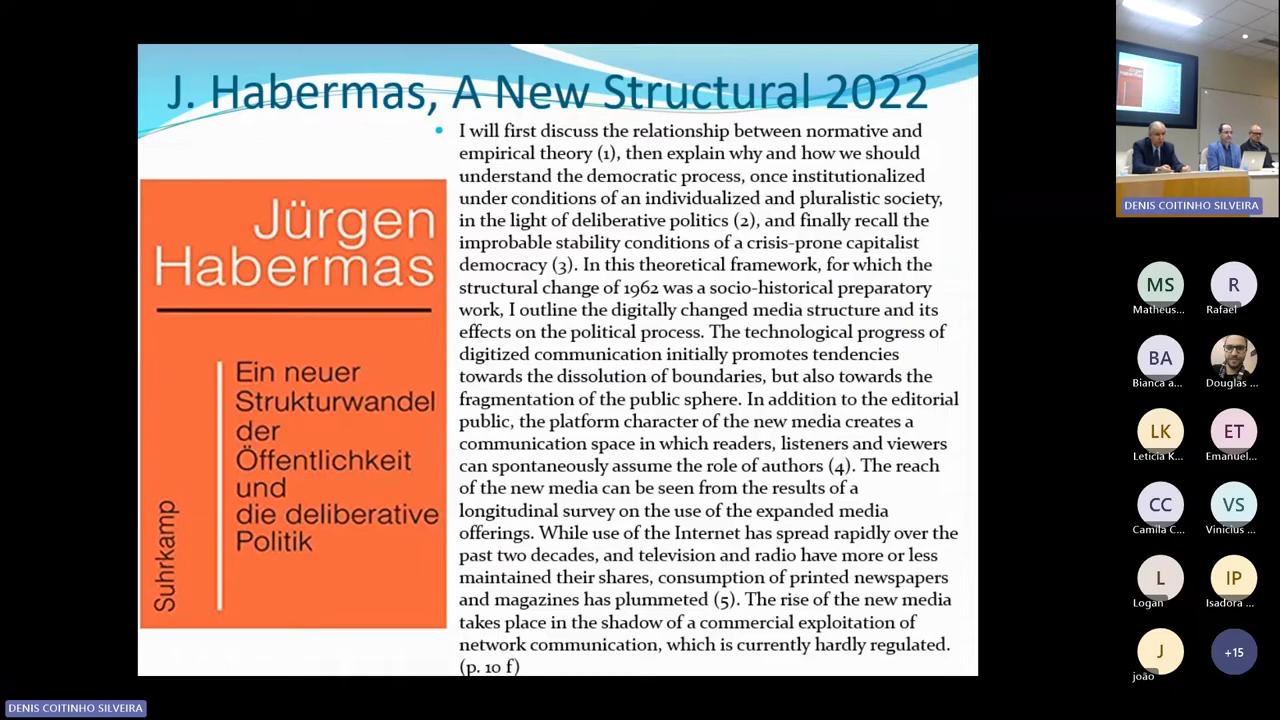 J. Habermas, A New Structural 2022
Jürgen
Habermas
Ein neuer
Strukturwandel
der
Öffentlichkeit
und
die deliberative
Politik
Suhrkamp
• I will first discuss the relationship between normative and
empirical theory (1), then explain why and how we should
understand the democratic process, once institutionalized
under conditions of an individualized and pluralistic society,
in the light of deliberative politics (2), and finally recall the
improbable stability conditions of a crisis-prone capitalist
democracy (3). In this theoretical framework, for which the
structural change of 1962 was a socio-historical preparatory
work, I outline the digitally changed media structure and its
effects on the political process. The technological progress of
digitized communication initially promotes tendencies
towards the dissolution of boundaries, but also towards the
fragmentation of the public sphere. In addition to the editorial
public, the platform character of the new media creates a
communication space in which readers, listeners and viewers
can spontaneously assume the role of authors (4). The reach
of the new media can be seen from the results of a
longitudinal survey on the use of the expanded media
offerings. While use of the Internet has spread rapidly over the
past two decades, and television and radio have more or less
maintained their shares, consumption of printed newspapers
and magazines has plummeted (5). The rise of the new media
takes place in the shadow of a commercial exploitation of
network communication, which is currently hardly regulated.
(p. 10 f)
DENIS COITINHO SILVEIRA
MS
Matheus...
R
Rafael
BA
Bianca a...
Douglas ...
LK
Leticia K...
ET
Emanuel...
CC
Camila C...
VS
Vinicius ...
L
Logan
IP
Isadora ...
J
joão
+15
DENIS COITINHO SILVEIRA